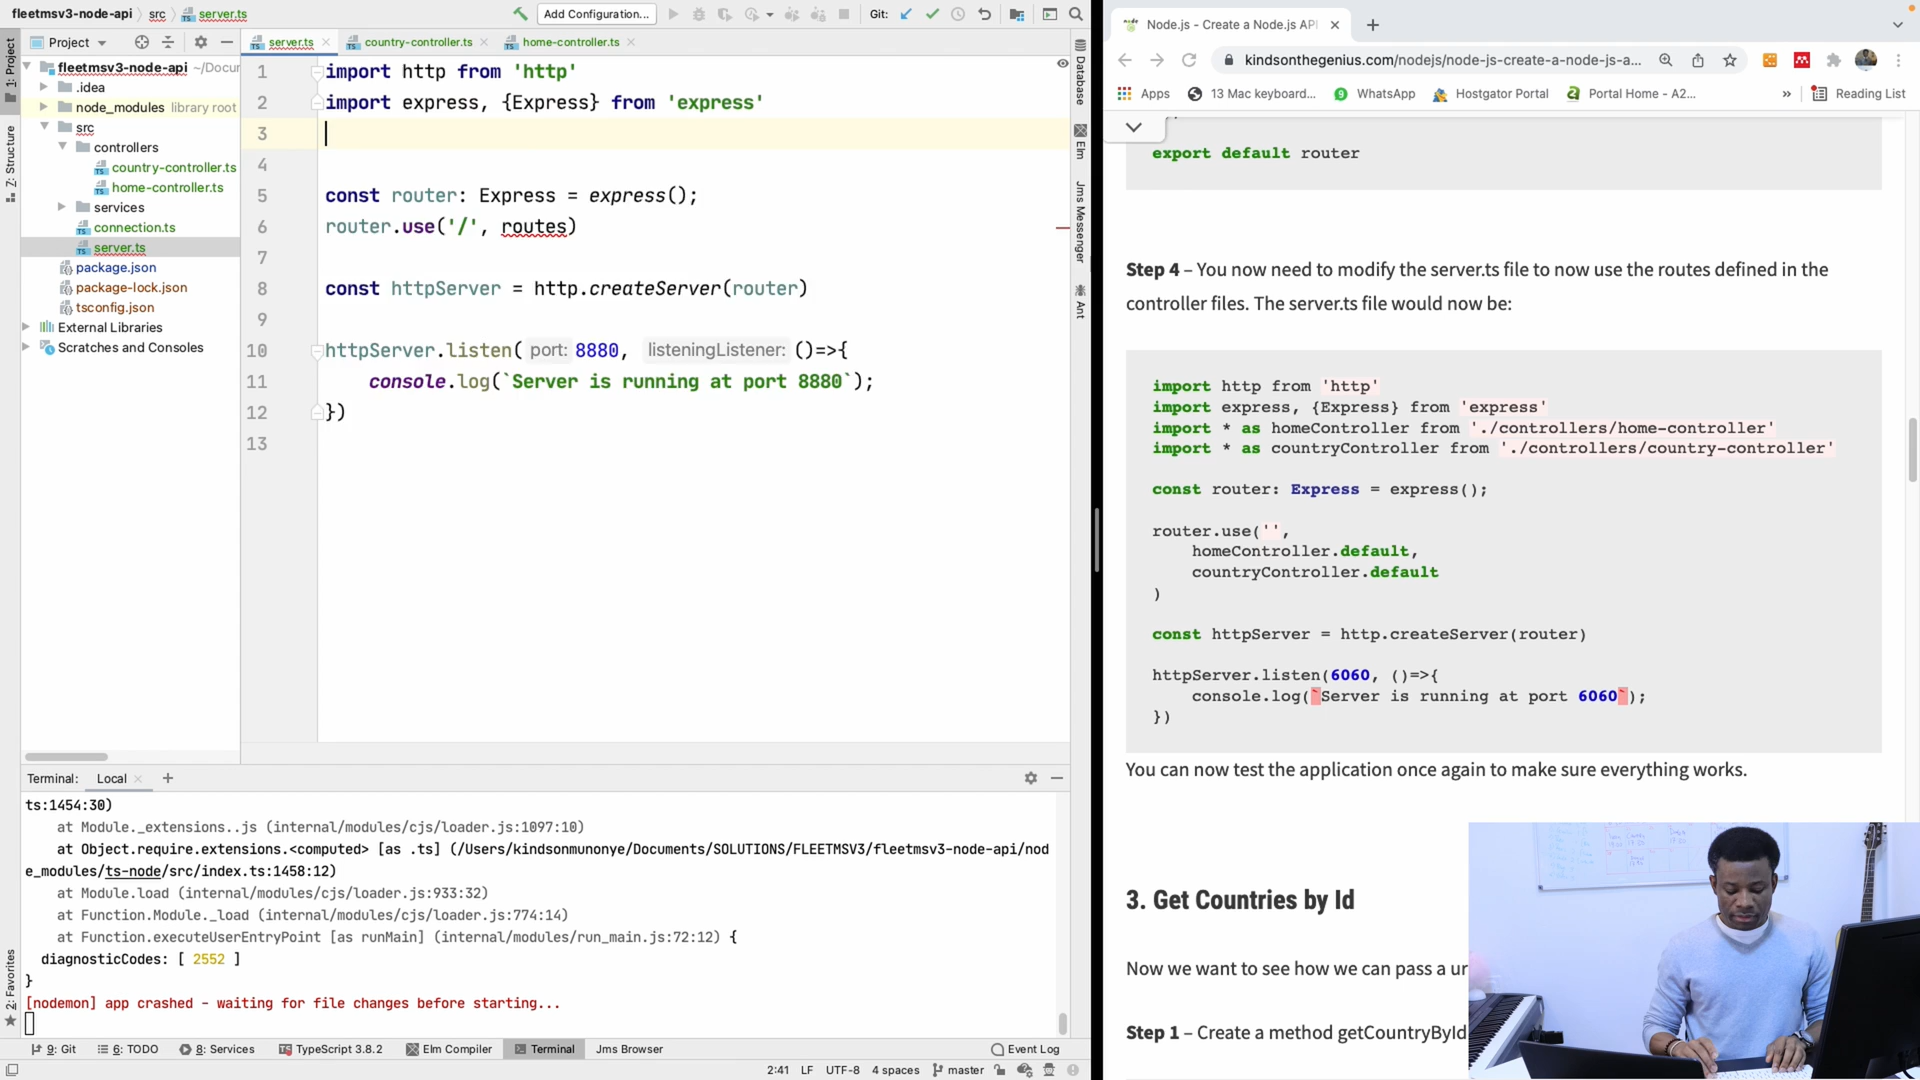 fleetmsv3-node-api
src
server.ts
Add Configuration...
Git:
Project
server.ts
country-controller.ts
home-controller.ts
1: Project
Z: Structure
2: Favorites
fleetmsv3-node-api ~/Docur
.idea
node_modules library root
src
controllers
country-controller.ts
home-controller.ts
services
connection.ts
server.ts
package.json
package-lock.json
tsconfig.json
External Libraries
Scratches and Consoles
1 import http from 'http'
2 import express, {Express} from 'express'
3
4
5 const router: Express = express();
6 router.use('/', routes)
7
8 const httpServer = http.createServer(router)
9
10 httpServer.listen( port: 8880, listeningListener: ()=>{
11 console.log(`Server is running at port 8880`);
12 })
13
Database
Elm
Jms Messenger
Ant
Terminal: Local
ts:1454:30)
at Module._extensions..js (internal/modules/cjs/loader.js:1097:10)
at Object.require.extensions.<computed> [as .ts] (/Users/kindsonmunonye/Documents/SOLUTIONS/FLEETMSV3/fleetmsv3-node-api/nod
e_modules/ts-node/src/index.ts:1458:12)
at Module.load (internal/modules/cjs/loader.js:933:32)
at Function.Module._load (internal/modules/cjs/loader.js:774:14)
at Function.executeUserEntryPoint [as runMain] (internal/modules/run_main.js:72:12) {
diagnosticCodes: [ 2552 ]
}
[nodemon] app crashed - waiting for file changes before starting...
9: Git
6: TODO
8: Services
TypeScript 3.8.2
Elm Compiler
Terminal
Jms Browser
Event Log
2:41 LF UTF-8 4 spaces master
Node.js - Create a Node.js API
kindsonthegenius.com/nodejs/node-js-create-a-node-js-a...
Apps
13 Mac keyboard...
WhatsApp
Hostgator Portal
Portal Home - A2...
»
Reading List
export default router
Step 4 – You now need to modify the server.ts file to now use the routes defined in the
controller files. The server.ts file would now be:
import http from 'http'
import express, {Express} from 'express'
import * as homeController from './controllers/home-controller'
import * as countryController from './controllers/country-controller'
const router: Express = express();
router.use('',
homeController.default,
countryController.default
)
const httpServer = http.createServer(router)
httpServer.listen(6060, ()=>{
console.log(`Server is running at port 6060`);
})
You can now test the application once again to make sure everything works.
3. Get Countries by Id
Now we want to see how we can pass a ur
Step 1 – Create a method getCountryById